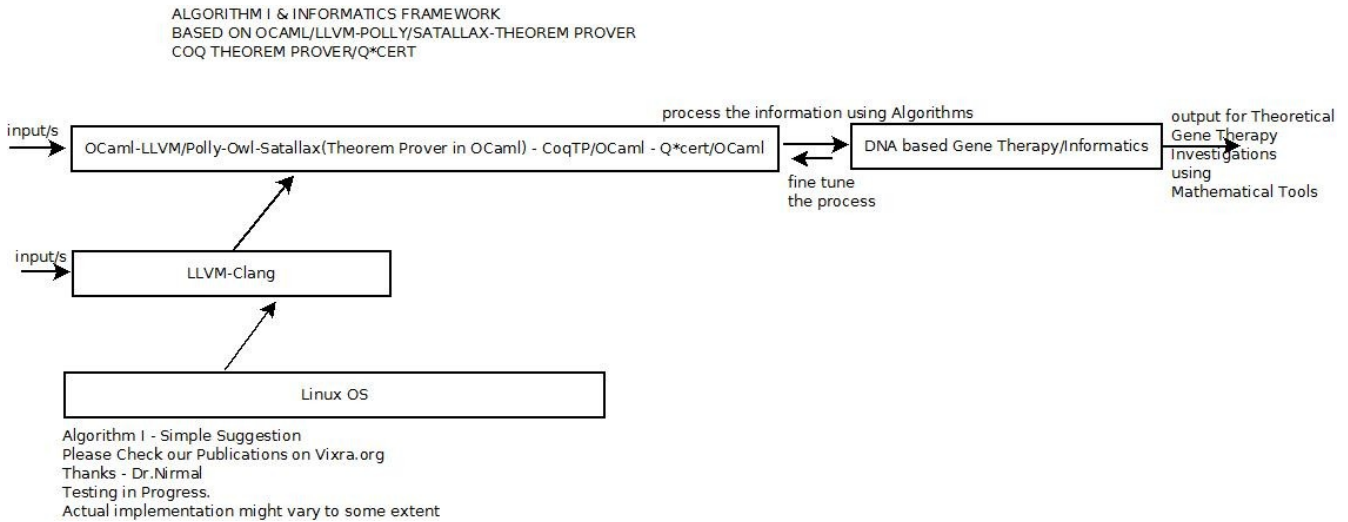 ALGORITHM I & INFORMATICS FRAMEWORK
BASED ON OCAML/LLVM-POLLY/SATALLAX-THEOREM PROVER
COQ THEOREM PROVER/Q*CERT
process the information using Algorithms
input/s
OCaml-LLVM/Polly-Owl-Satallax(Theorem Prover in OCaml) - CoqTP/OCaml - Q*cert/OCaml
DNA based Gene Therapy/Informatics
output for Theoretical
Gene Therapy
Investigations
using
Mathematical Tools
fine tune
the process
input/s
LLVM-Clang
Linux OS
Algorithm I - Simple Suggestion
Please Check our Publications on Vixra.org
Thanks - Dr.Nirmal
Testing in Progress.
Actual implementation might vary to some extent